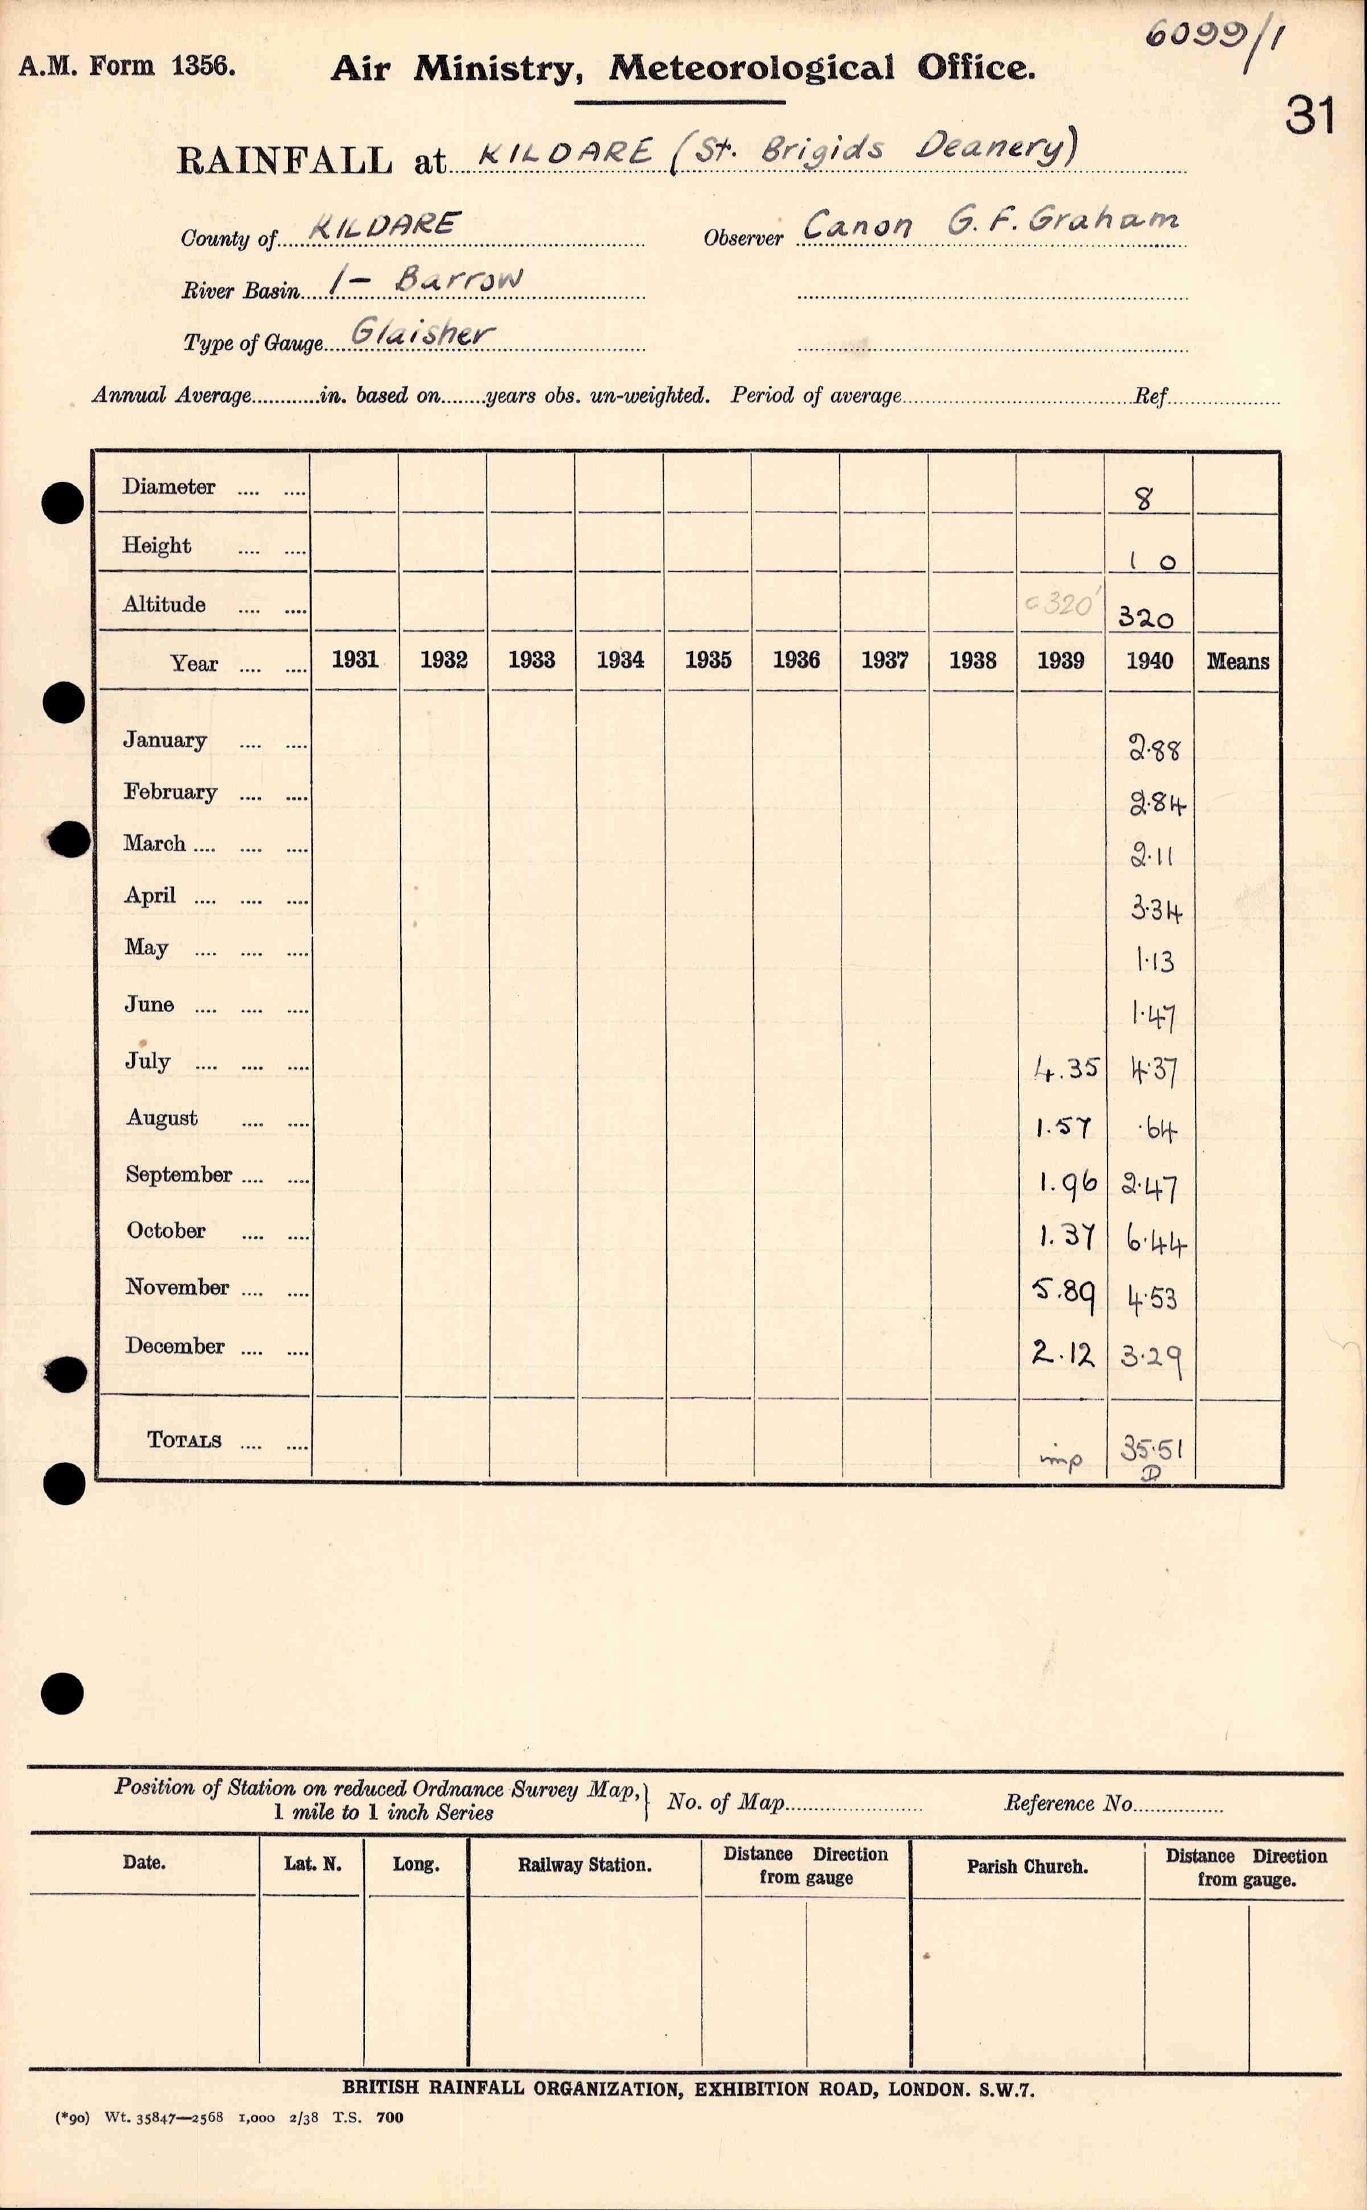 6099/1
A.M. Form 1356. Air Ministry, Meteorological Office.
31
RAINFALL at KILDARE (St. Brigids Deanery)
County of KILDARE Observer Canon G.F. Graham
River Basin 1- Barrow
Type of Gauge Glaisher
Annual Average............in. based on........years obs. un-weighted. Period of average.................... Ref....................
Diameter .... .... 8
Height .... .... 1 0
Altitude .... .... c320' 320
Year .... .... 1931 1932 1933 1934 1935 1936 1937 1938 1939 1940 Means
January .... .... 2.88
February .... .... 2.84
March .... .... .... 2.11
April .... .... .... 3.34
May .... .... .... 1.13
June .... .... .... 1.47
July .... .... .... 4.35 4.37
August .... .... 1.57 .64
September .... .... 1.96 2.47
October .... .... 1.37 6.44
November .... .... 5.89 4.53
December .... .... 2.12 3.29
TOTALS .... .... imp 35.51
D
Position of Station on reduced Ordnance Survey Map, } No. of Map.................... Reference No................
1 mile to 1 inch Series
Date. Lat. N. Long. Railway Station. Distance Direction from gauge Parish Church. Distance Direction from gauge.
BRITISH RAINFALL ORGANIZATION, EXHIBITION ROAD, LONDON. S.W.7.
(*90) Wt. 35847—2568 1,000 2/38 T.S. 700